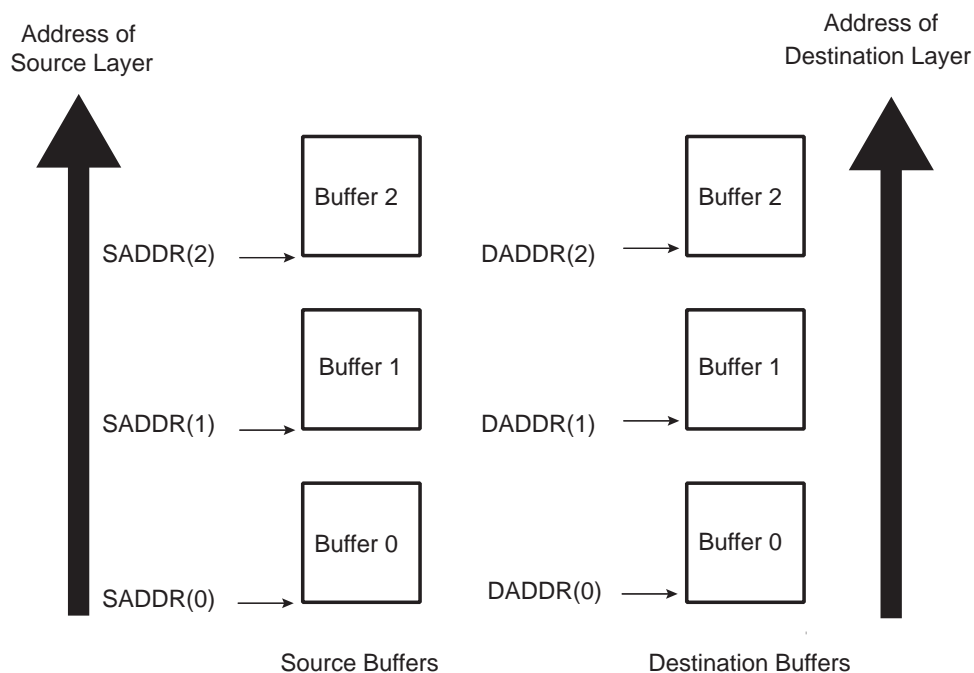 Address of
Source Layer
Address of
Destination Layer
Buffer 2
Buffer 2
SADDR(2)
DADDR(2)
Buffer 1
Buffer 1
SADDR(1)
DADDR(1)
Buffer 0
Buffer 0
SADDR(0)
DADDR(0)
Source Buffers
Destination Buffers